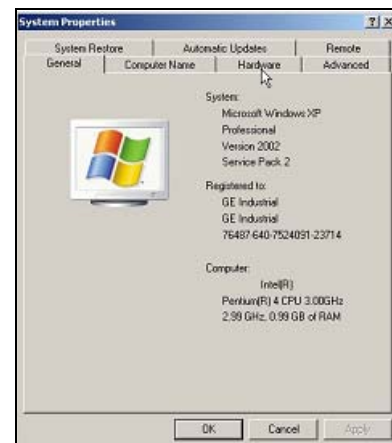 System Properties
System Restore Automatic Updates Remote
General Computer Name Hardware Advanced
System:
Microsoft Windows XP
Professional
Version 2002
Service Pack 2
Registered to:
GE Industrial
GE Industrial
76487-640-7524091-23714
Computer:
Intel(R)
Pentium(R) 4 CPU 3.00GHz
2.99 GHz, 0.99 GB of RAM
OK Cancel Apply